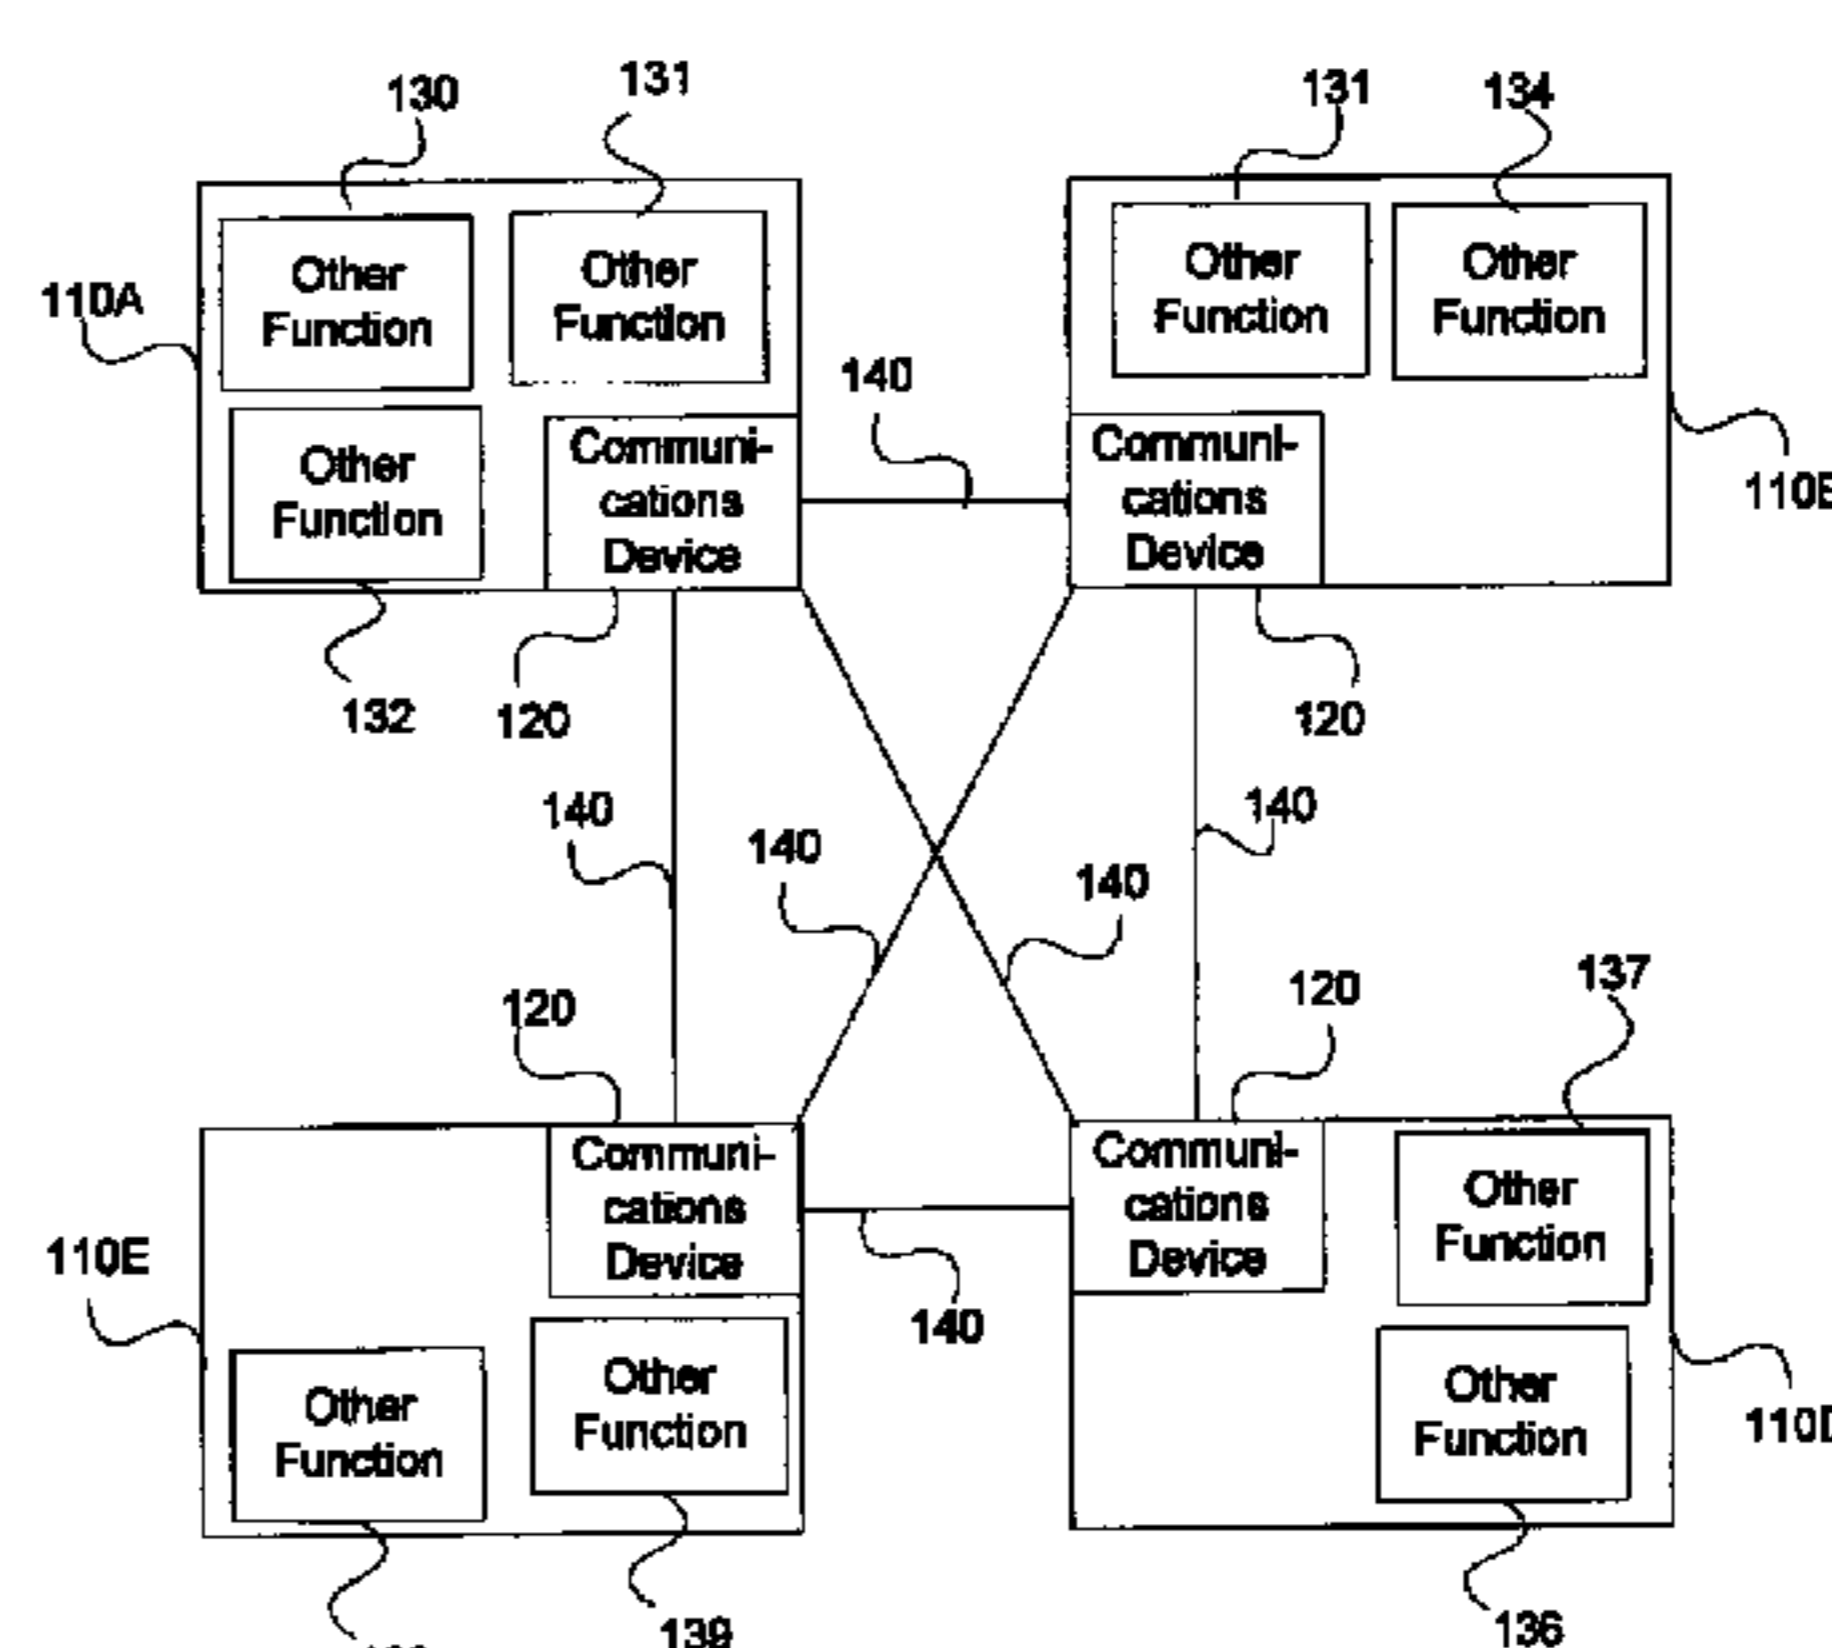 130
131
131
134
Other
Function
Other
Function
Other
Function
Other
Function
110A
140
Other
Function
Communi-
cations
Device
Communi-
cations
Device
132
120
120
140
140
140
140
137
120
120
Communi-
cations
Device
Communi-
cations
Device
Other
Function
110E
140
Other
Function
Other
Function
Other
Function
139
136